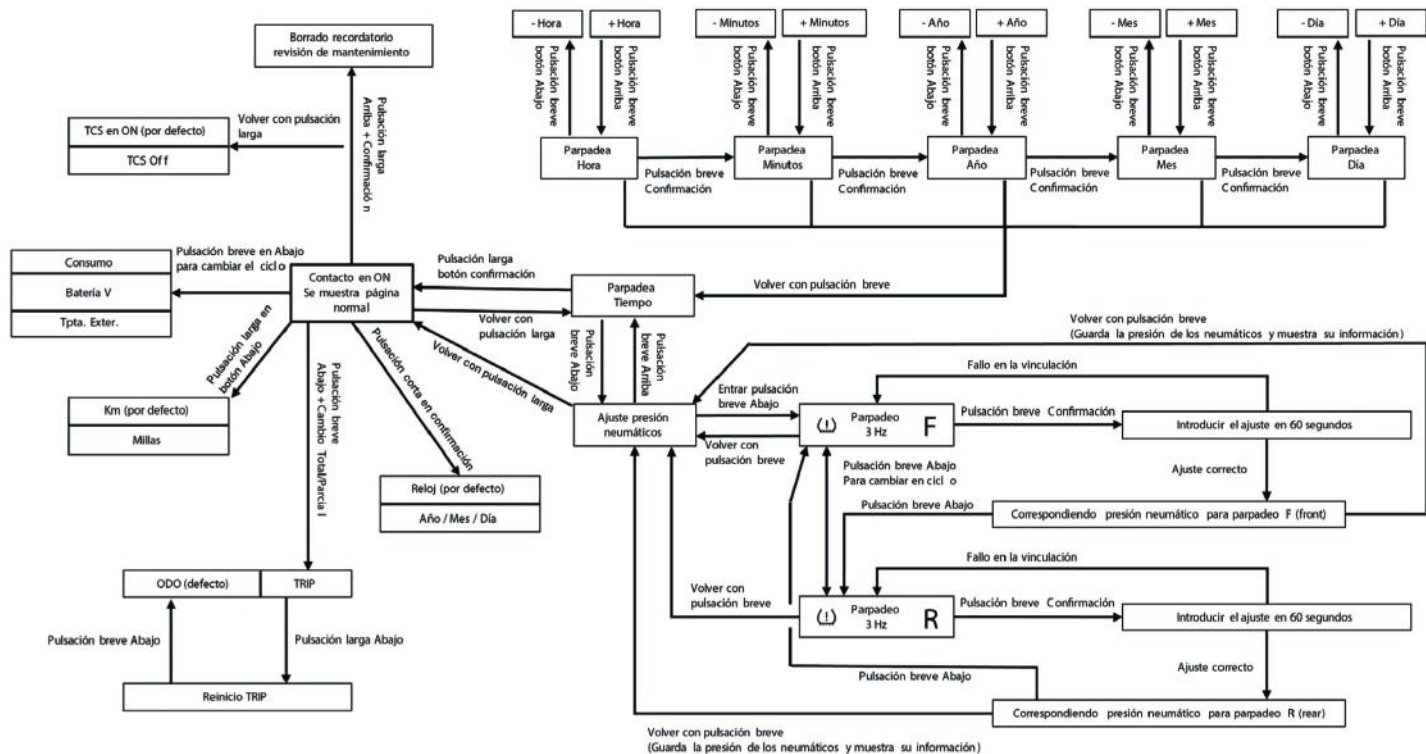 - Hora
+ Hora
- Minutos
+ Minutos
- Año
+ Año
- Mes
+ Mes
- Día
+ Día
Borrado recordatorio
revisión de mantenimiento
Pulsación breve
botón Abajo
Pulsación breve
botón Arriba
Pulsación breve
botón Abajo
Pulsación breve
botón Arriba
Pulsación breve
botón Abajo
Pulsación breve
botón Arriba
Pulsación breve
botón Abajo
Pulsación breve
botón Arriba
Pulsación breve
botón Abajo
Pulsación breve
botón Arriba
Pulsación larga
Arriba + Confirmació n
TCS en ON (por defecto)
TCS Of f
Volver con pulsación
larga
Parpadea
Hora
Parpadea
Minutos
Parpadea
Año
Parpadea
Mes
Parpadea
Día
Pulsación breve
Confirmación
Pulsación breve
Confirmación
Pulsación breve
Confirmación
Pulsación breve
Confirmación
Consumo
Batería V
Tpta. Exter.
Pulsación breve en Abajo
para cambiar el cicl o
Contacto en ON
Se muestra página
normal
Pulsación larga
botón confirmación
Volver con
pulsación larga
Parpadea
Tiempo
Volver con pulsación breve
Pulsación larga en
botón Abajo
Km (por defecto)
Millas
Pulsación breve
Abajo + Cambio Total/Parcia l
Pulsación corta en confirmación
Volver con pulsación larga
Pulsación
breve Abajo
Pulsación
breve Arriba
Reloj (por defecto)
Año / Mes / Día
Ajuste presión
neumáticos
Entrar pulsación
breve Abajo
Volver con
pulsación breve
Volver con pulsación breve
(Guarda la presión de los neumáticos y muestra su información)
Fallo en la vinculación
(!) Parpadeo
3 Hz F
Pulsación breve Confirmación
Introducir el ajuste en 60 segundos
Pulsación breve Abajo
Para cambiar en cicl o
Ajuste correcto
Pulsación breve Abajo
Correspondiendo presión neumático para parpadeo F (front)
Fallo en la vinculación
Volver con
pulsación breve
(!) Parpadeo
3 Hz R
Pulsación breve Confirmación
Introducir el ajuste en 60 segundos
Pulsación breve Abajo
Ajuste correcto
Correspondiendo presión neumático para parpadeo R (rear)
Volver con pulsación breve
(Guarda la presión de los neumáticos y muestra su información)
ODO (defecto)
TRIP
Pulsación breve Abajo
Pulsación larga Abajo
Reinicio TRIP